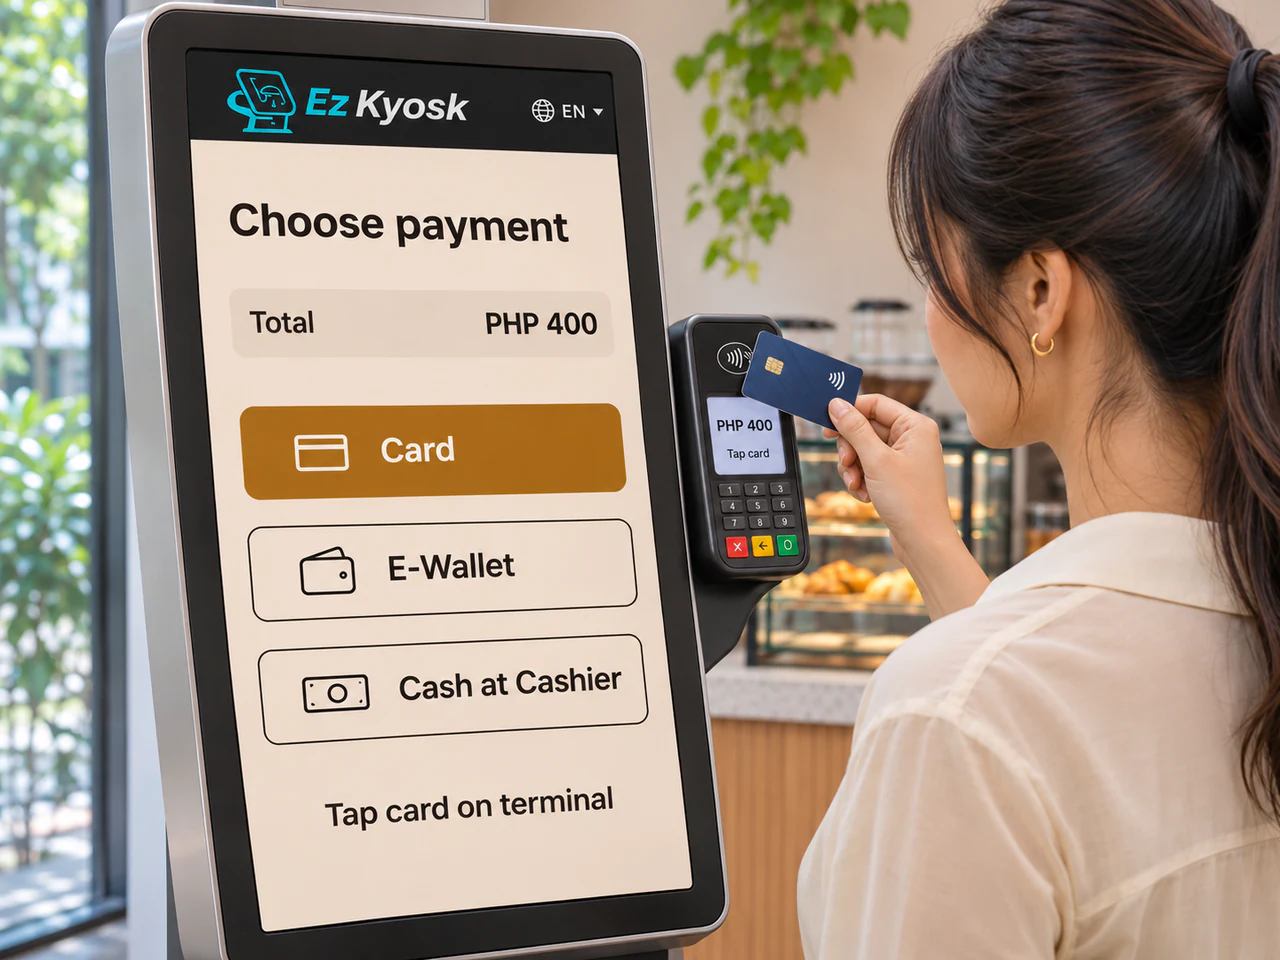 Ez Kyosk
EN
Choose payment
Total PHP 400
Card
E-Wallet
Cash at Cashier
Tap card on terminal
PHP 400
Tap card
1 2 3
4 5 6
7 8 9
X ← O